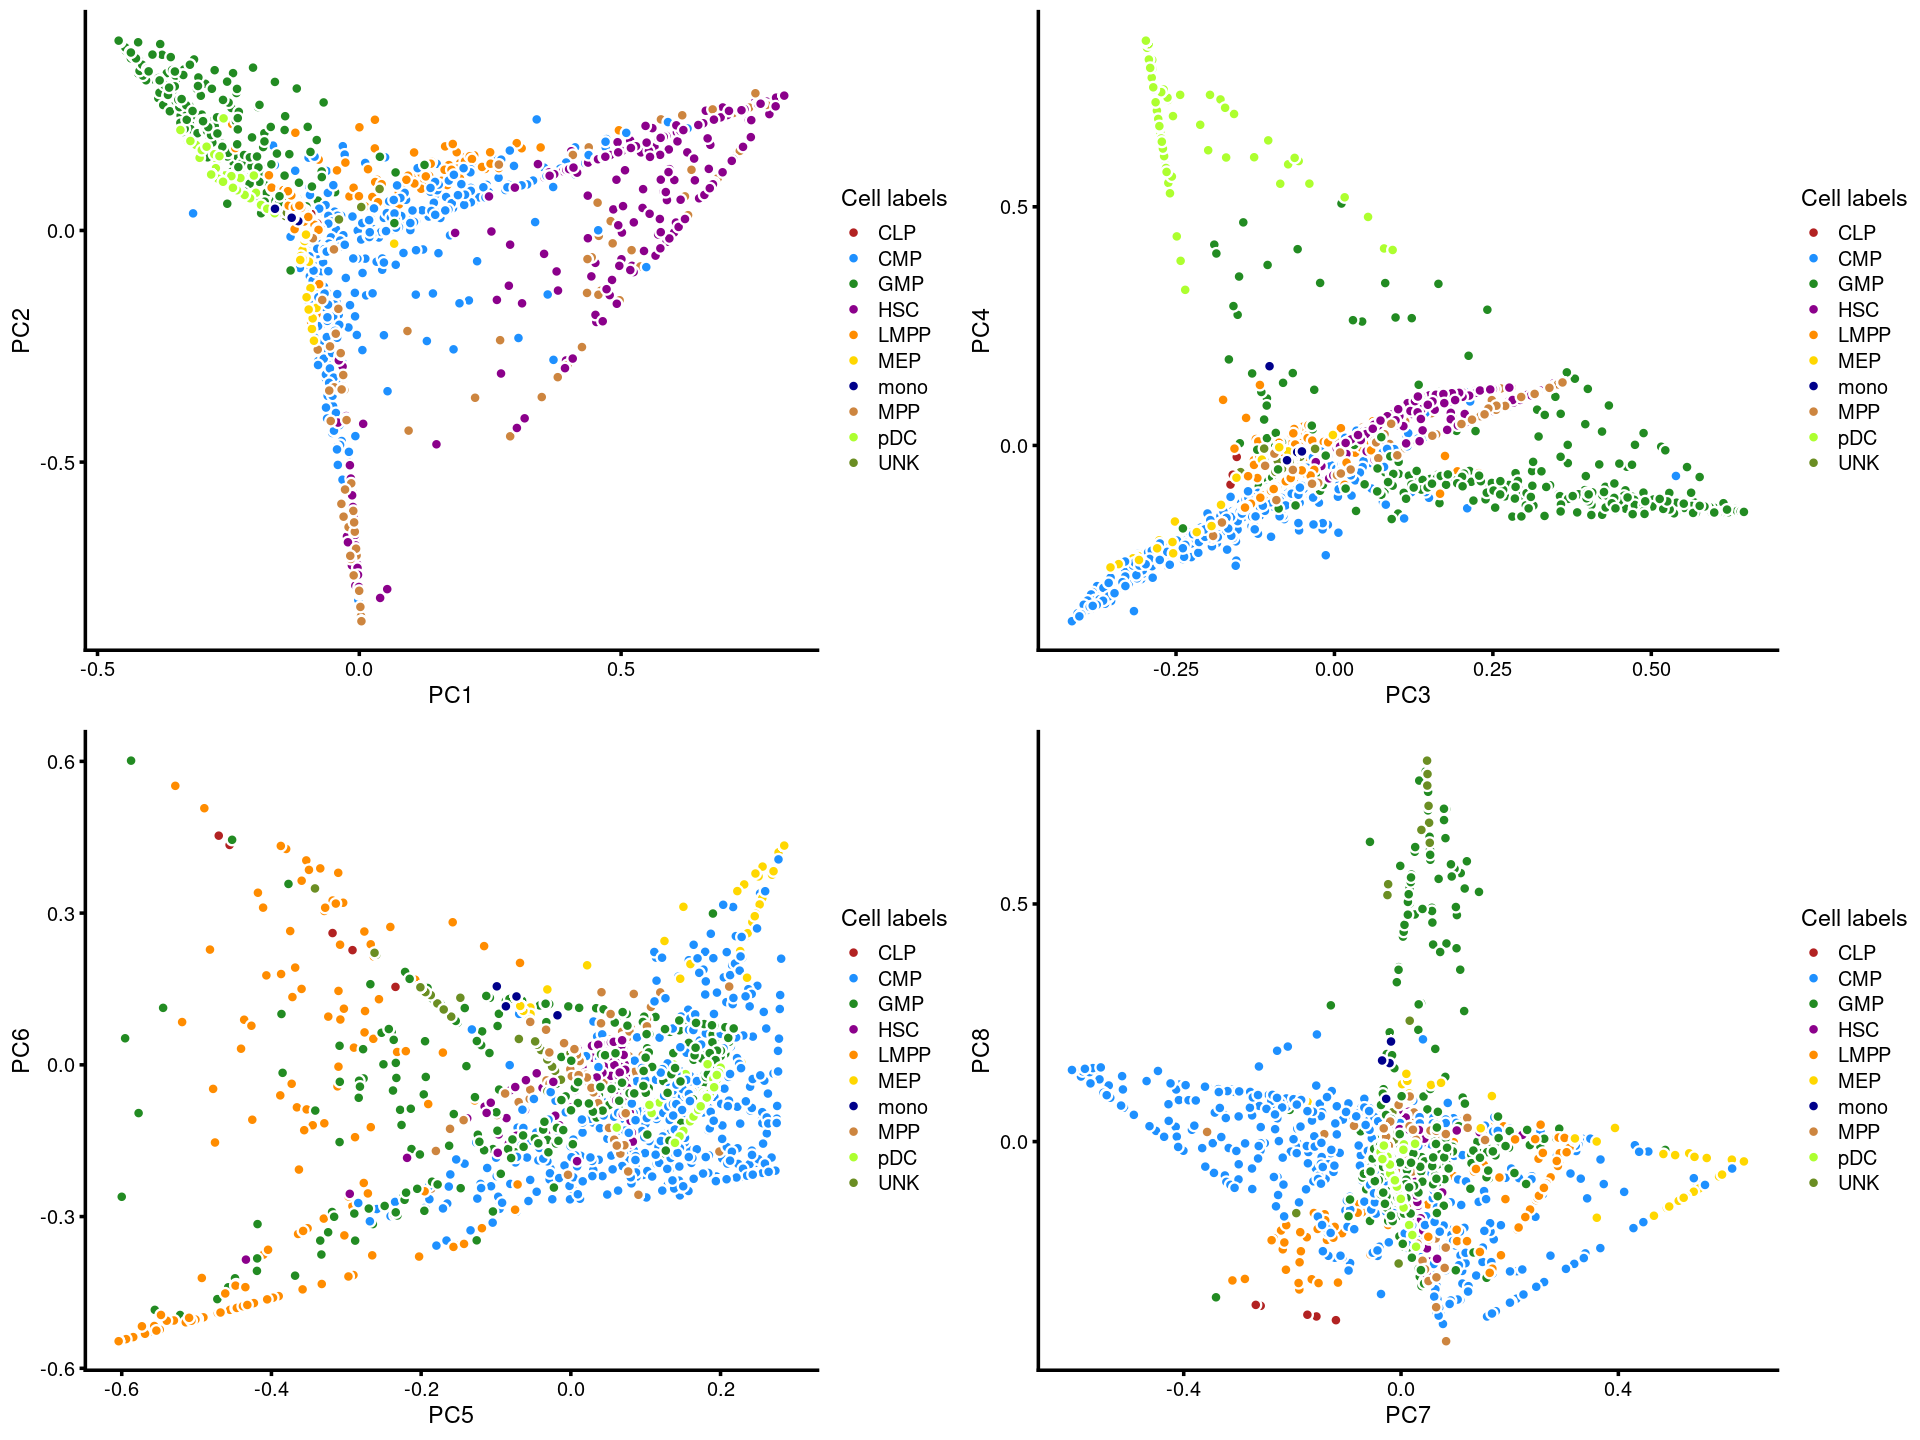 PC2
0.0
-0.5
-0.5
0.0
0.5
PC1
Cell labels
CLP
CMP
GMP
HSC
LMPP
MEP
mono
MPP
pDC
UNK
PC4
0.5
0.0
-0.25
0.00
0.25
0.50
PC3
Cell labels
CLP
CMP
GMP
HSC
LMPP
MEP
mono
MPP
pDC
UNK
PC6
0.6
0.3
0.0
-0.3
-0.6
-0.6
-0.4
-0.2
0.0
0.2
PC5
Cell labels
CLP
CMP
GMP
HSC
LMPP
MEP
mono
MPP
pDC
UNK
PC8
0.5
0.0
-0.4
0.0
0.4
PC7
Cell labels
CLP
CMP
GMP
HSC
LMPP
MEP
mono
MPP
pDC
UNK